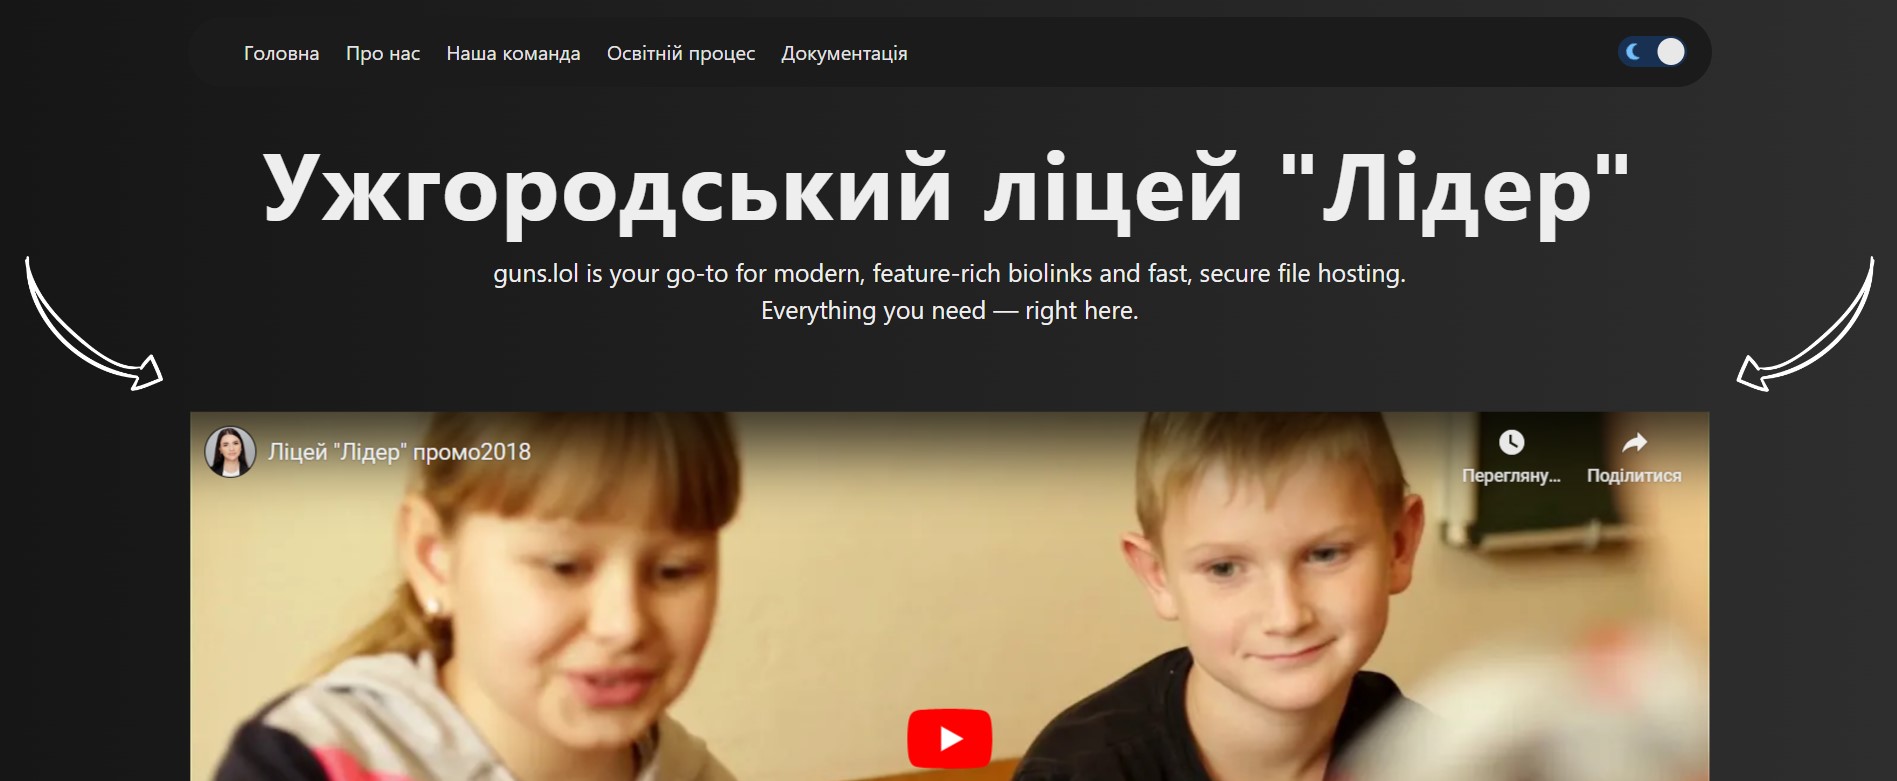 Головна Про нас Наша команда Освітній процес Документація
Ужгородський ліцей "Лідер"
guns.lol is your go-to for modern, feature-rich biolinks and fast, secure file hosting.
Everything you need — right here.
Ліцей "Лідер" промо2018
Перегляну... Поділитися